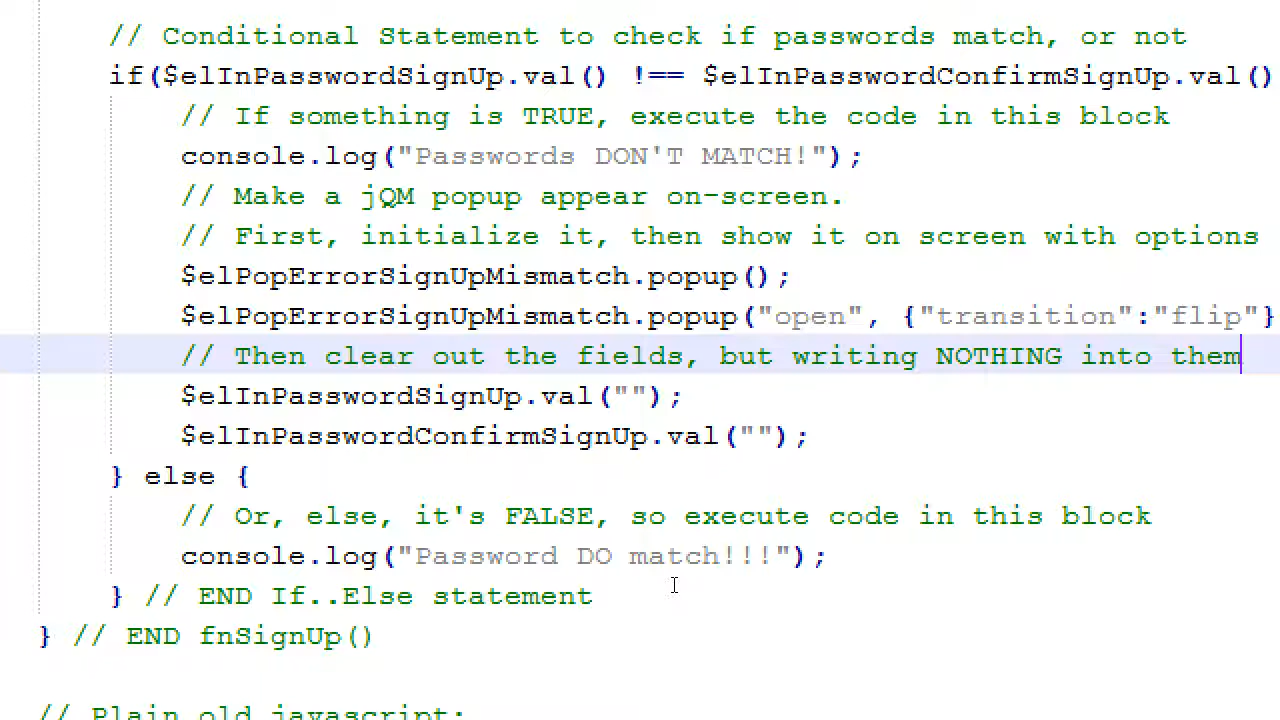 // Conditional Statement to check if passwords match, or not
if($elInPasswordSignUp.val() !== $elInPasswordConfirmSignUp.val()
// If something is TRUE, execute the code in this block
console.log("Passwords DON'T MATCH!");
// Make a jQM popup appear on-screen.
// First, initialize it, then show it on screen with options
$elPopErrorSignUpMismatch.popup();
$elPopErrorSignUpMismatch.popup("open", {"transition":"flip"}
// Then clear out the fields, but writing NOTHING into them
$elInPasswordSignUp.val("");
$elInPasswordConfirmSignUp.val("");
} else {
// Or, else, it's FALSE, so execute code in this block
console.log("Password DO match!!!");
} // END If..Else statement
} // END fnSignUp()
// Plain old javascript: